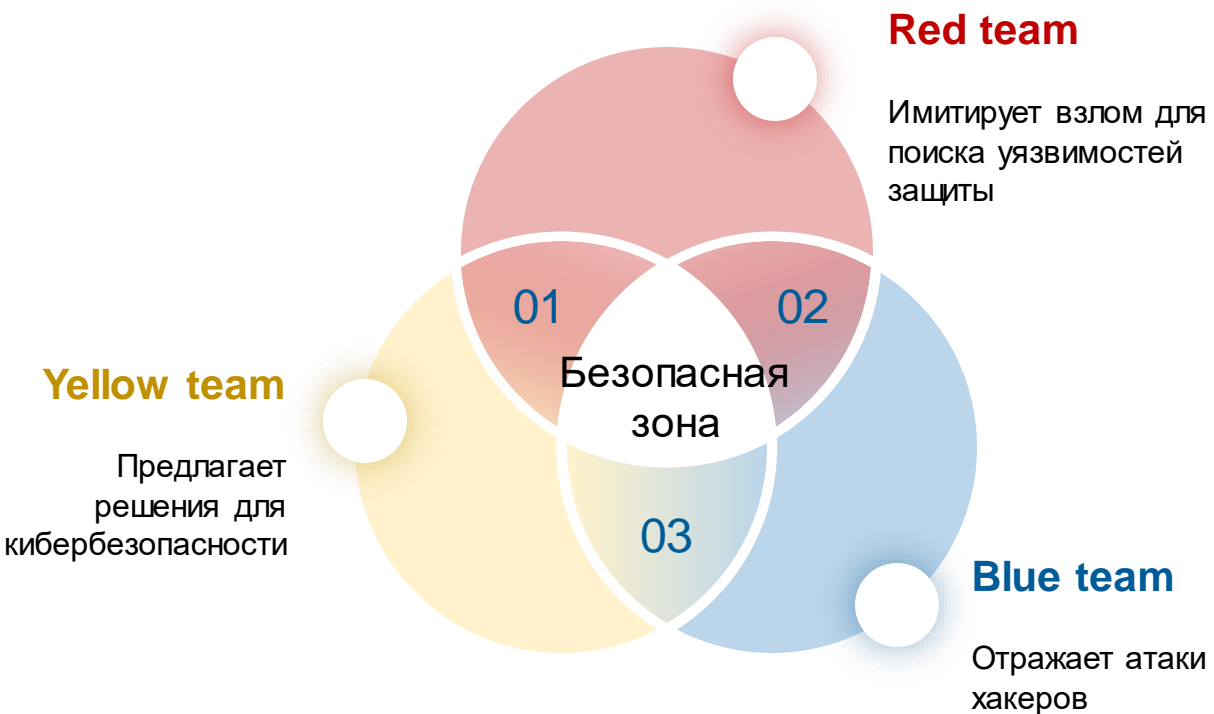 Red team
Имитирует взлом для
поиска уязвимостей
защиты
01
02
Безопасная
зона
Yellow team
Предлагает
решения для
кибербезопасности
03
Blue team
Отражает атаки
хакеров